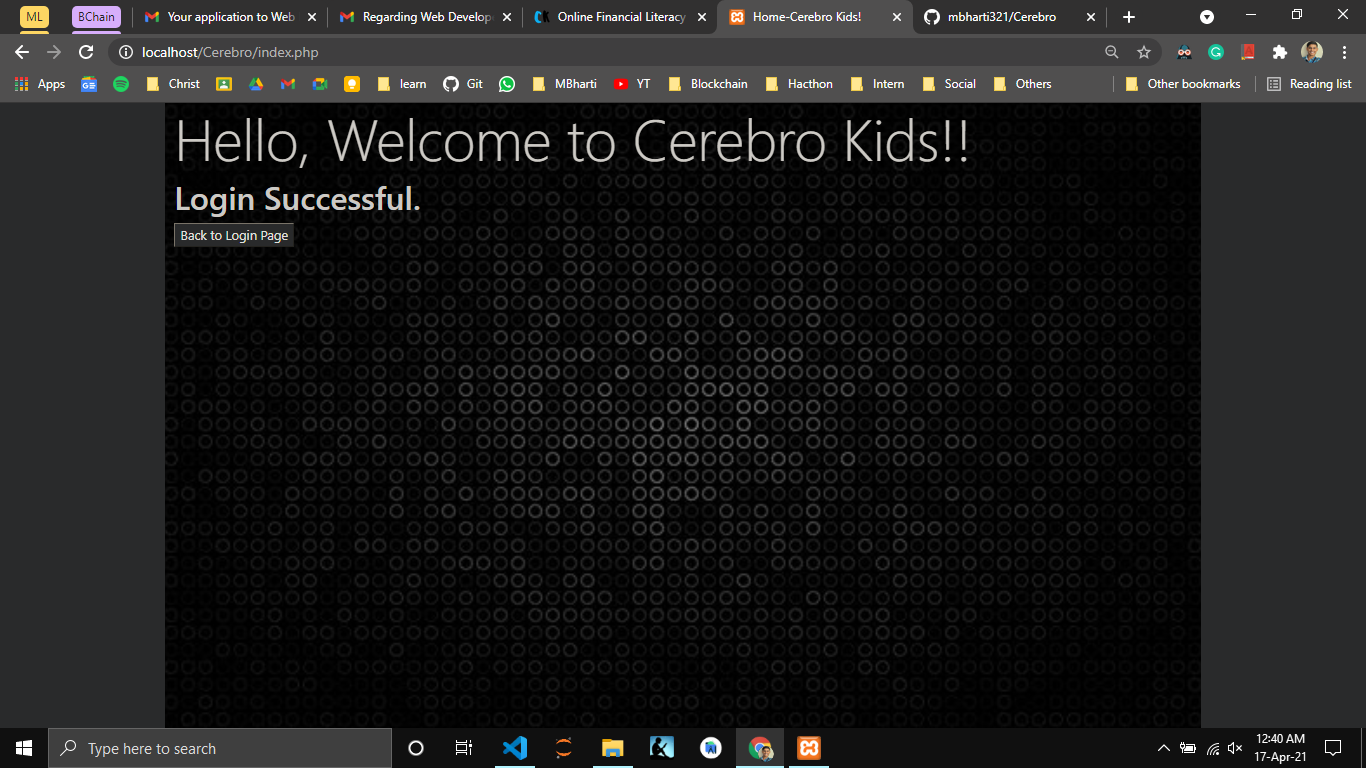 ML
BChain
Your application to Web
Regarding Web Develop
Online Financial Literacy
Home-Cerebro Kids!
mbharti321/Cerebro
localhost/Cerebro/index.php
Apps
Christ
learn
Git
MBharti
YT
Blockchain
Hacthon
Intern
Social
Others
Other bookmarks
Reading list
Hello, Welcome to Cerebro Kids!!
Login Successful.
Back to Login Page
Type here to search
12:40 AM
17-Apr-21